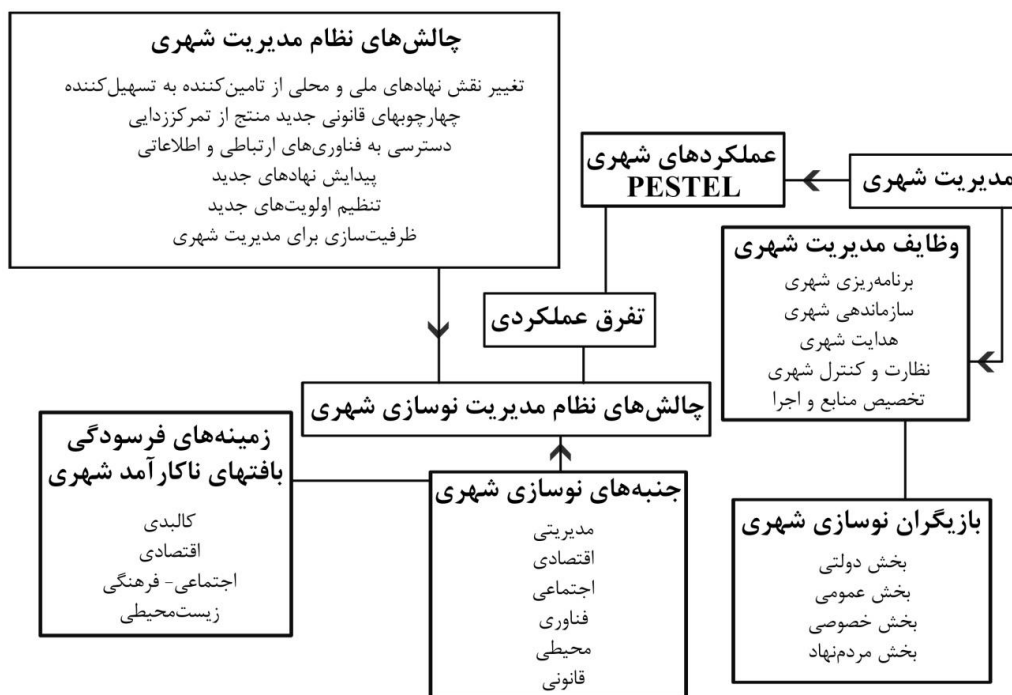 چالش‌های نظام مدیریت شهری
تغییر نقش نهادهای ملی و محلی از تامین‌کننده به تسهیل‌کننده
چهارچوبهای قانونی جدید منتج از تمرکززدایی
دسترسی به فناوری‌های ارتباطی و اطلاعاتی
پیدایش نهادهای جدید
تنظیم اولویت‌های جدید
ظرفیت‌سازی برای مدیریت شهری
مدیریت شهری
عملکردهای شهری
PESTEL
وظایف مدیریت شهری
برنامه‌ریزی شهری
سازماندهی شهری
هدایت شهری
نظارت و کنترل شهری
تخصیص منابع و اجرا
تفرق عملکردی
چالش‌های نظام مدیریت نوسازی شهری
بازیگران نوسازی شهری
بخش دولتی
بخش عمومی
بخش خصوصی
بخش مردم‌نهاد
جنبه‌های نوسازی شهری
مدیریتی
اقتصادی
اجتماعی
فناوری
محیطی
قانونی
زمینه‌های فرسودگی
بافتهای ناکارآمد شهری
کالبدی
اقتصادی
اجتماعی- فرهنگی
زیست‌محیطی